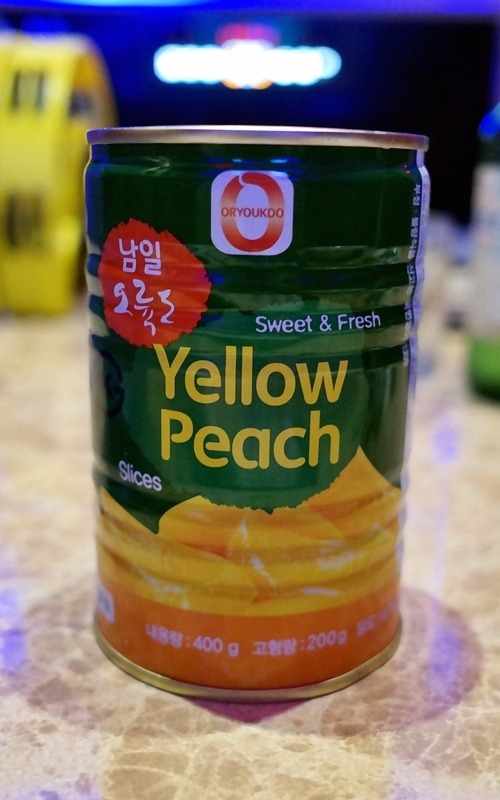 ORYOUKDO
남일
오륙도
Sweet & Fresh
Yellow
Peach
Slices
내용량 : 400 g 고형량 : 200g